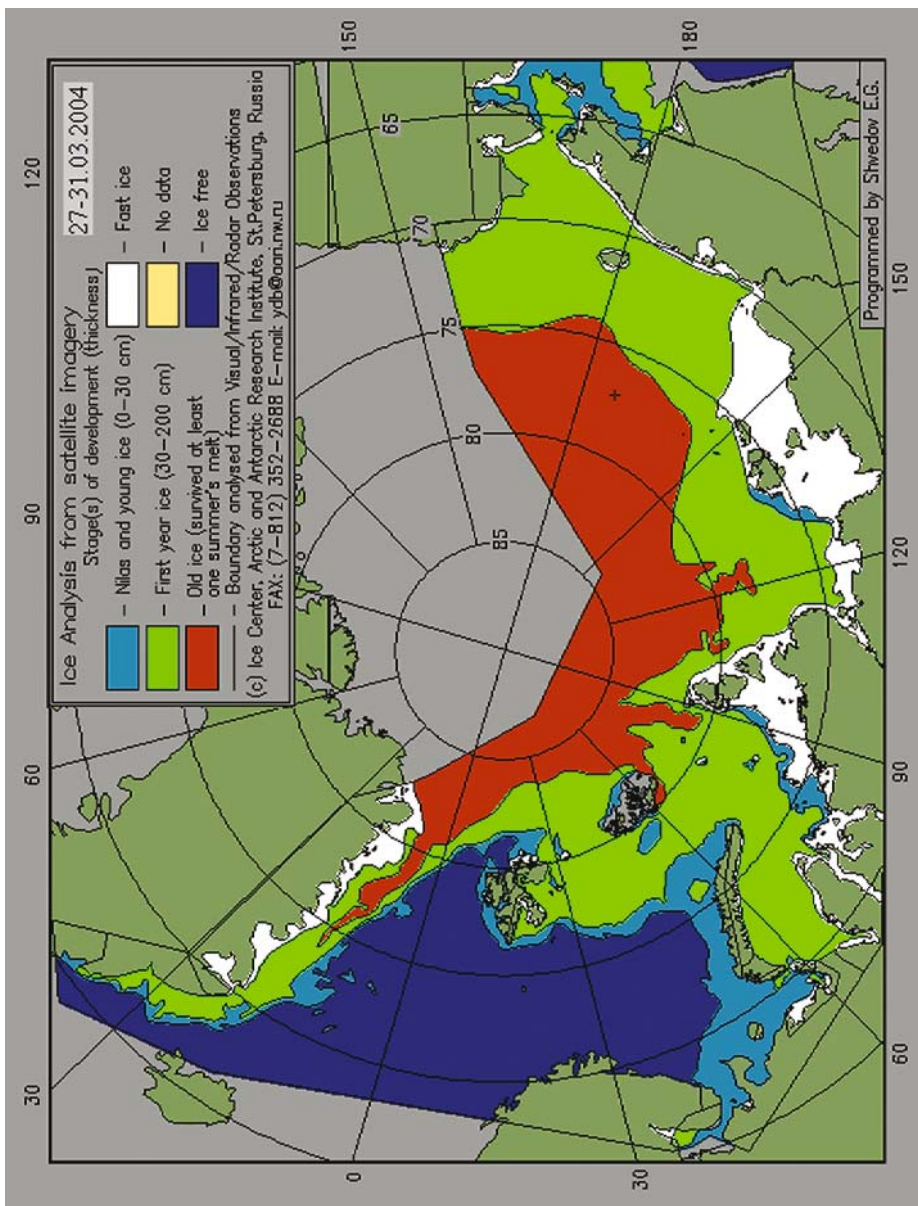 Ice Analysis from satellite imagery 27-31.03.2004
Stage(s) of development (thickness)
– Nilas and young ice (0-30 cm) – Fast ice
– First year ice (30-200 cm) – No data
– Old ice (survived at least – Ice free
one summer's melt)
– Boundary analysed from Visual/Infrared/Radar Observations
(c) Ice Center, Arctic and Antarctic Research Institute, St.Petersburg, Russia
FAX: (7-812) 352-2688 E-mail: ydb@aari.nw.ru
30
60
90
120
150
180
150
120
90
60
30
0
65
70
75
80
85
Programmed by Shvedov E.G.